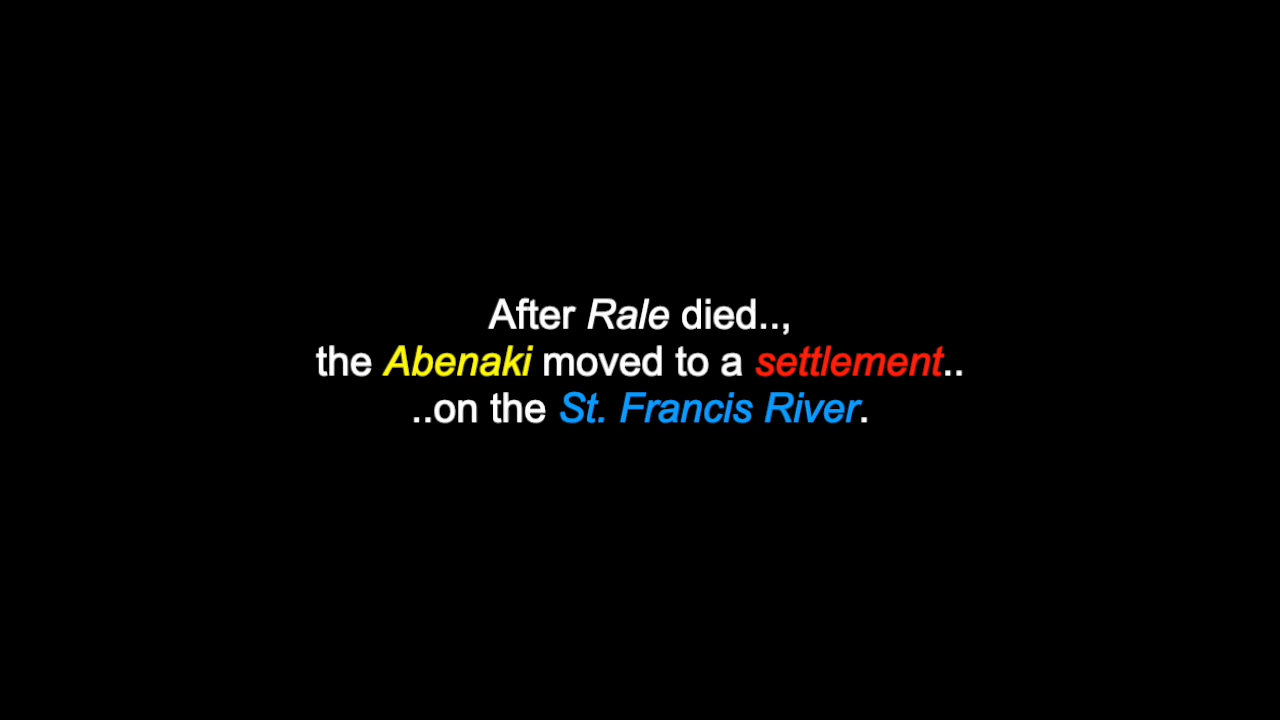 After Rale died..,
the Abenaki moved to a settlement..
..on the St. Francis River.